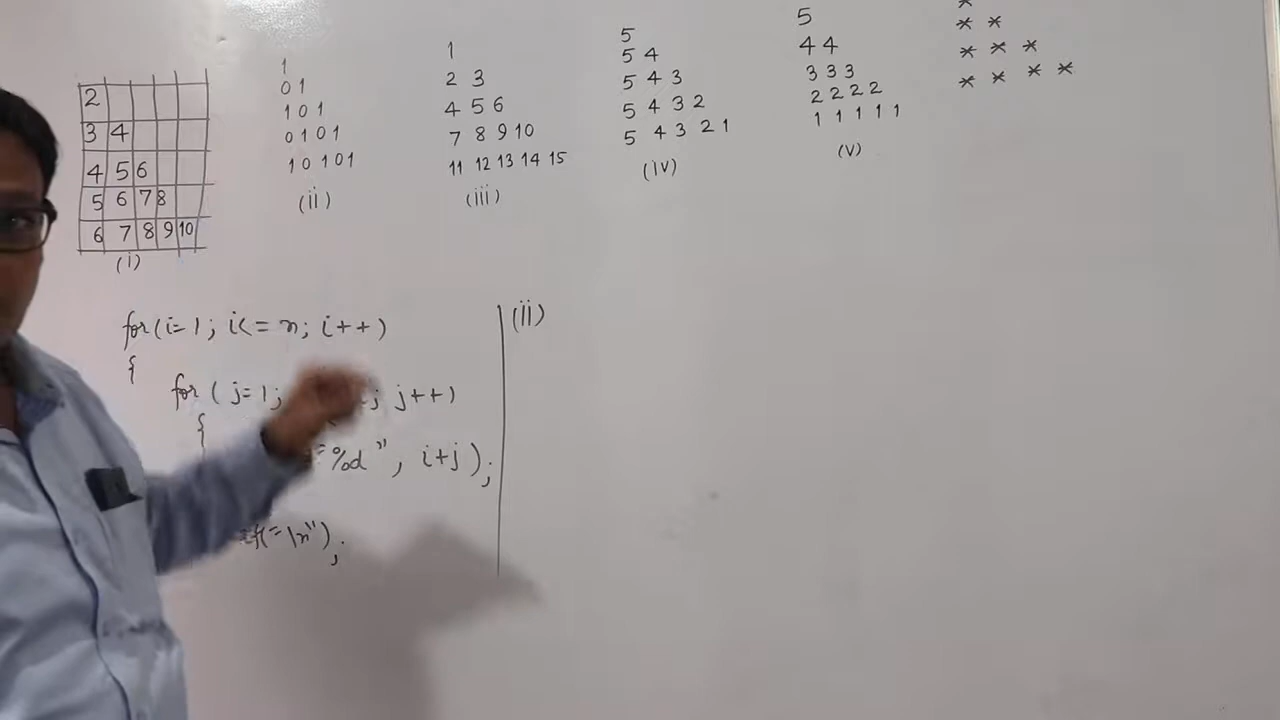 2
3 4
4 5 6
5 6 7 8
6 7 8 9 10
(i)
1
0 1
1 0 1
0 1 0 1
1 0 1 0 1
(ii)
1
2 3
4 5 6
7 8 9 10
11 12 13 14 15
(iii)
5
5 4
5 4 3
5 4 3 2
5 4 3 2 1
(iv)
5
4 4
3 3 3
2 2 2 2
1 1 1 1 1
(v)
*
* *
* * *
* * * *
for(i=1; i<=n; i++)
{
for(j=1; j++)
{
"%d", i+j);
"\n");
(ii)